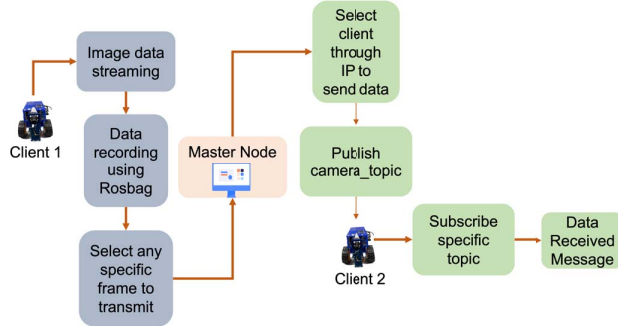 Image data
streaming
Client 1
Data
recording
using
Rosbag
Select any
specific
frame to
transmit
Master Node
Select
client
through
IP to
send data
Publish
camera_topic
Client 2
Subscribe
specific
topic
Data
Received
Message